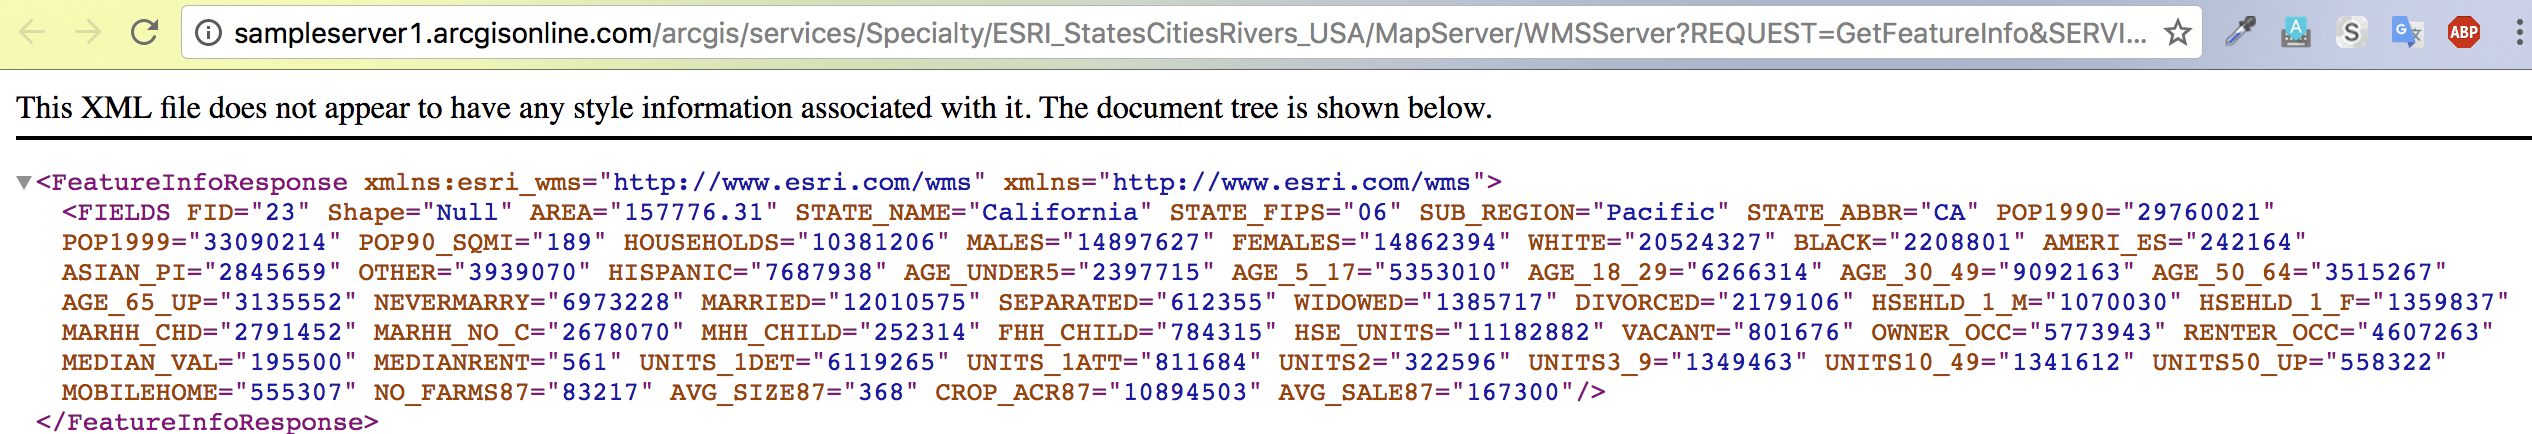 sampleserver1.arcgisonline.com/arcgis/services/Specialty/ESRI_StatesCitiesRivers_USA/MapServer/WMSServer?REQUEST=GetFeatureInfo&SERVI... A S G ABP
This XML file does not appear to have any style information associated with it. The document tree is shown below.
<FeatureInfoResponse xmlns:esri_wms="http://www.esri.com/wms" xmlns="http://www.esri.com/wms">
<FIELDS FID="23" Shape="Null" AREA="157776.31" STATE_NAME="California" STATE_FIPS="06" SUB_REGION="Pacific" STATE_ABBR="CA" POP1990="29760021"
POP1999="33090214" POP90_SQMI="189" HOUSEHOLDS="10381206" MALES="14897627" FEMALES="14862394" WHITE="20524327" BLACK="2208801" AMERI_ES="242164"
ASIAN_PI="2845659" OTHER="3939070" HISPANIC="7687938" AGE_UNDER5="2397715" AGE_5_17="5353010" AGE_18_29="6266314" AGE_30_49="9092163" AGE_50_64="3515267"
AGE_65_UP="3135552" NEVERMARRY="6973228" MARRIED="12010575" SEPARATED="612355" WIDOWED="1385717" DIVORCED="2179106" HSEHLD_1_M="1070030" HSEHLD_1_F="1359837"
MARHH_CHD="2791452" MARHH_NO_C="2678070" MHH_CHILD="252314" FHH_CHILD="784315" HSE_UNITS="11182882" VACANT="801676" OWNER_OCC="5773943" RENTER_OCC="4607263"
MEDIAN_VAL="195500" MEDIANRENT="561" UNITS_1DET="6119265" UNITS_1ATT="811684" UNITS2="322596" UNITS3_9="1349463" UNITS10_49="1341612" UNITS50_UP="558322"
MOBILEHOME="555307" NO_FARMS87="83217" AVG_SIZE87="368" CROP_ACR87="10894503" AVG_SALE87="167300"/>
</FeatureInfoResponse>